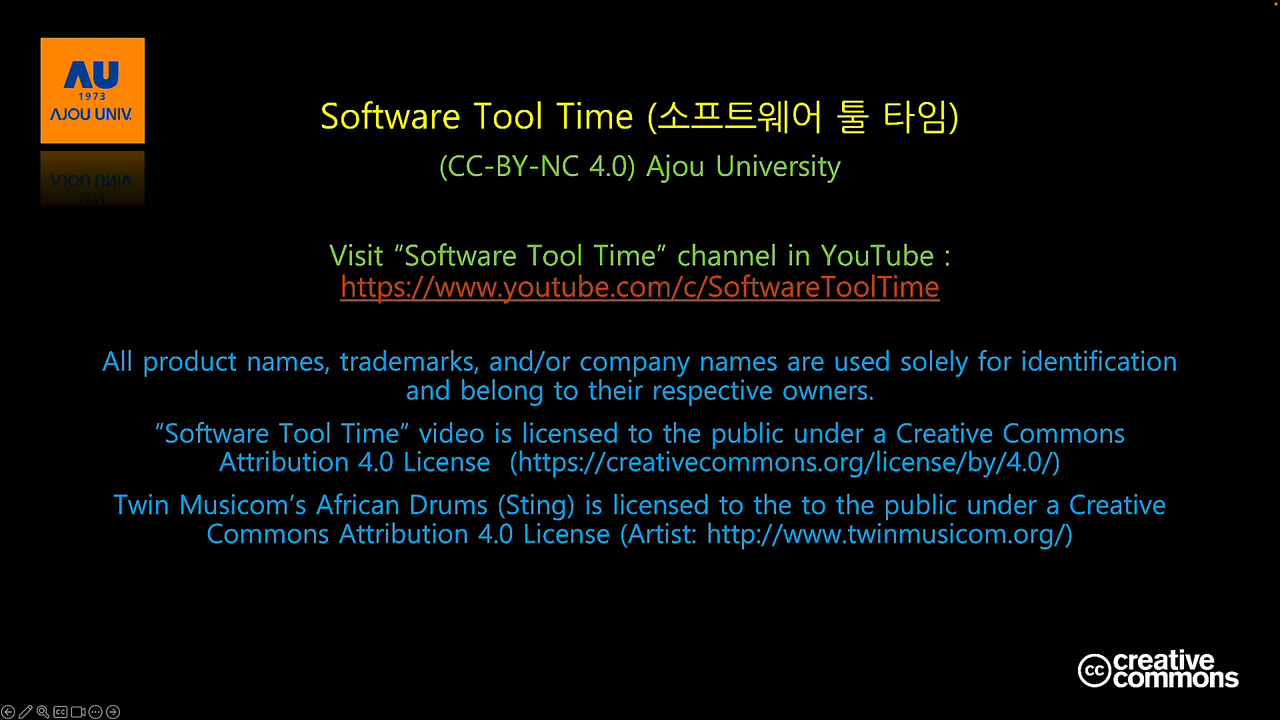 AU
1973
AJOU UNIV.
Software Tool Time (소프트웨어 툴 타임)
(CC-BY-NC 4.0) Ajou University
Visit “Software Tool Time” channel in YouTube :
https://www.youtube.com/c/SoftwareToolTime
All product names, trademarks, and/or company names are used solely for identification
and belong to their respective owners.
“Software Tool Time” video is licensed to the public under a Creative Commons
Attribution 4.0 License (https://creativecommons.org/license/by/4.0/)
Twin Musicom’s African Drums (Sting) is licensed to the to the public under a Creative
Commons Attribution 4.0 License (Artist: http://www.twinmusicom.org/)
cc creative
commons